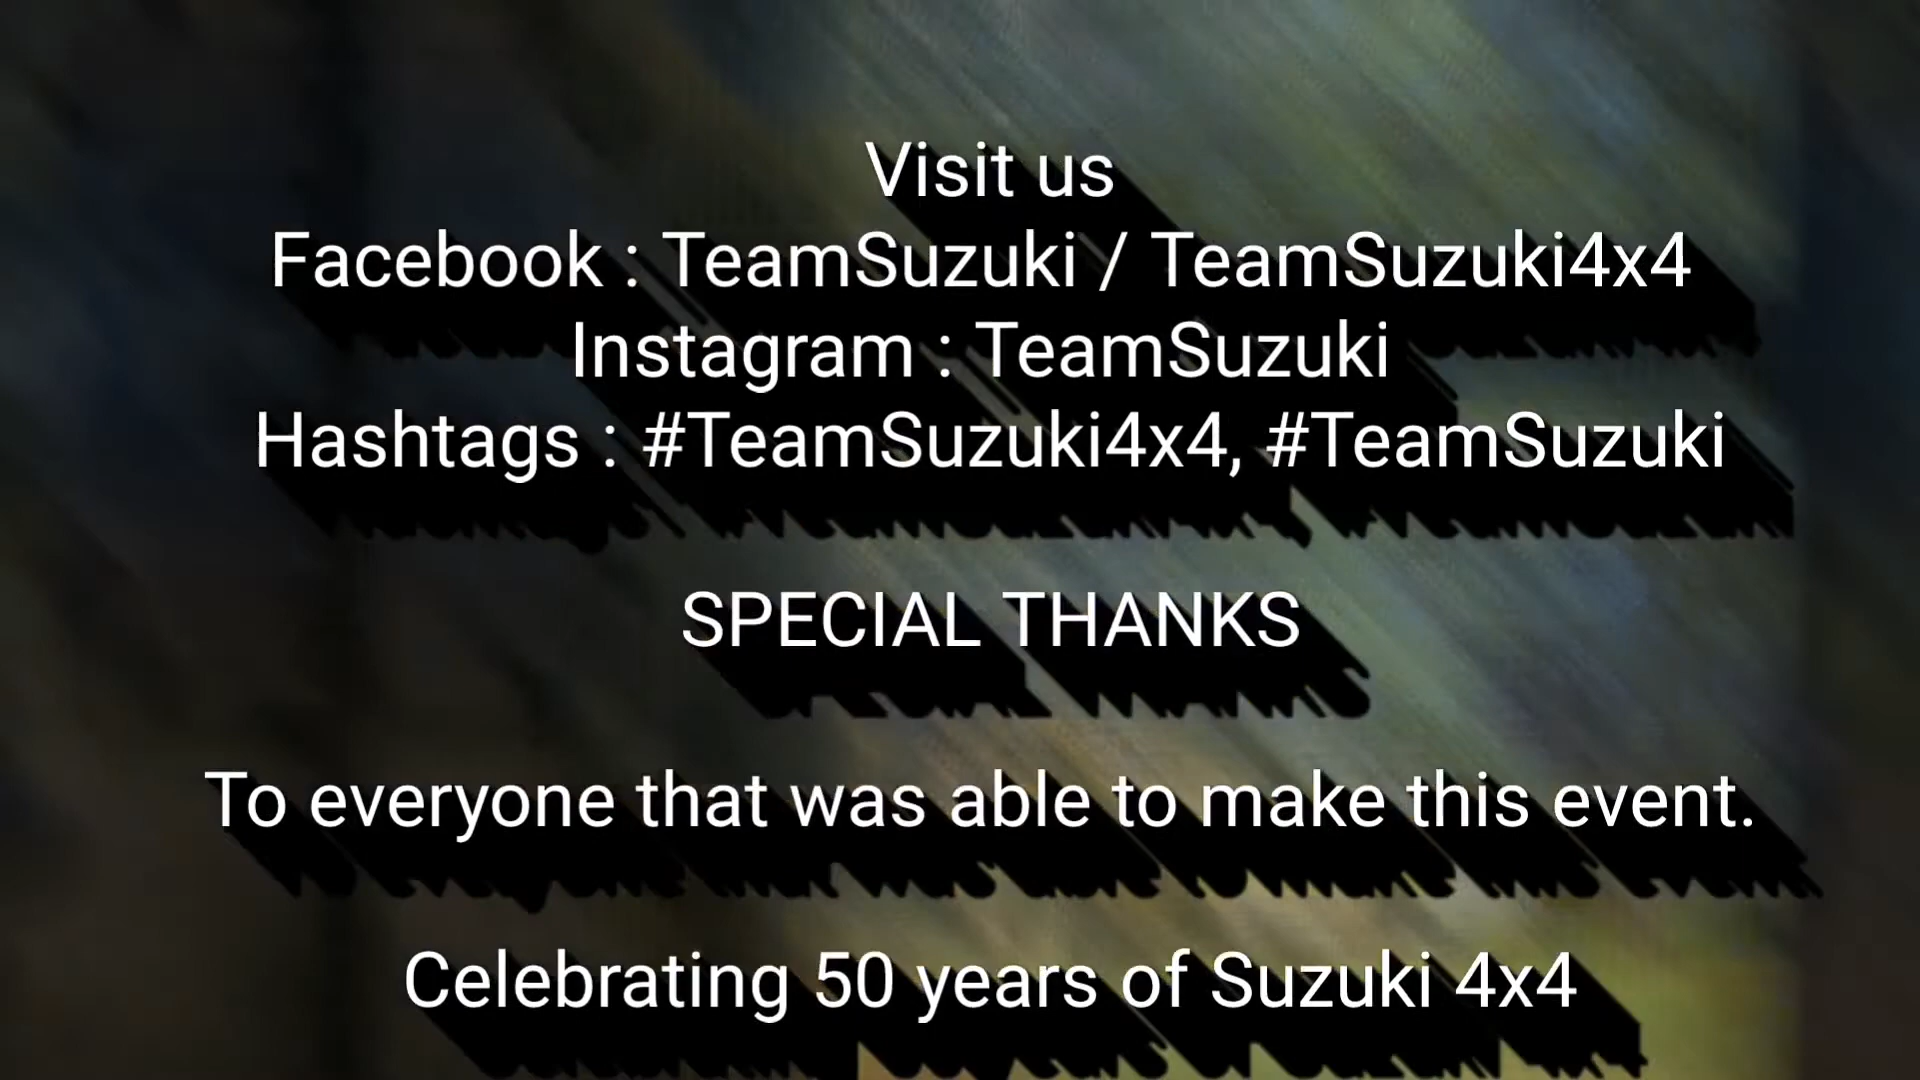 Visit us
Facebook : TeamSuzuki / TeamSuzuki4x4
Instagram : TeamSuzuki
Hashtags : #TeamSuzuki4x4, #TeamSuzuki
SPECIAL THANKS
To everyone that was able to make this event.
Celebrating 50 years of Suzuki 4x4